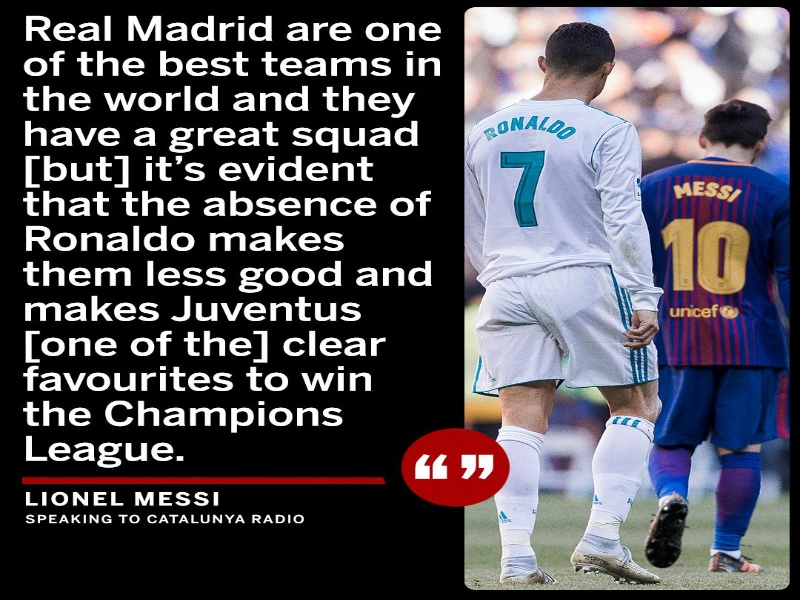 Real Madrid are one
of the best teams in
the world and they
have a great squad
[but] it’s evident
that the absence of
Ronaldo makes
them less good and
makes Juventus
[one of the] clear
favourites to win
the Champions
League.
LIONEL MESSI
SPEAKING TO CATALUNYA RADIO
RONALDO
7
MESSI
10
unicef
adidas